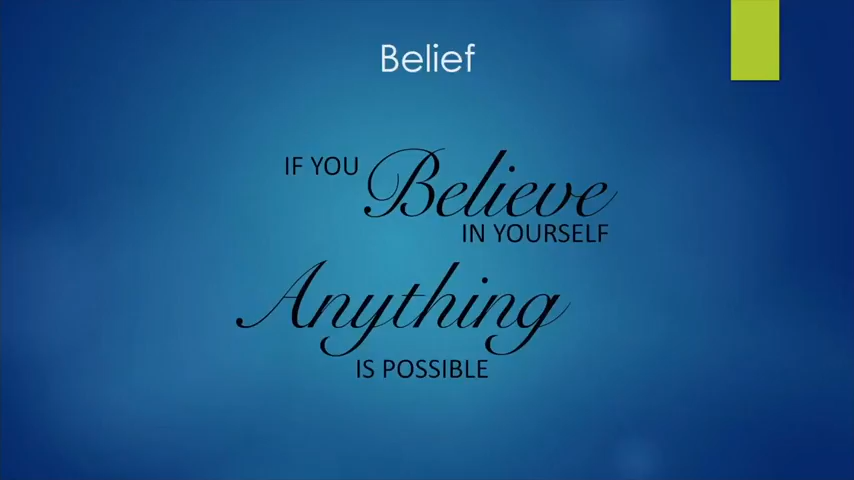 Belief
IF YOU Believe
IN YOURSELF
Anything
IS POSSIBLE